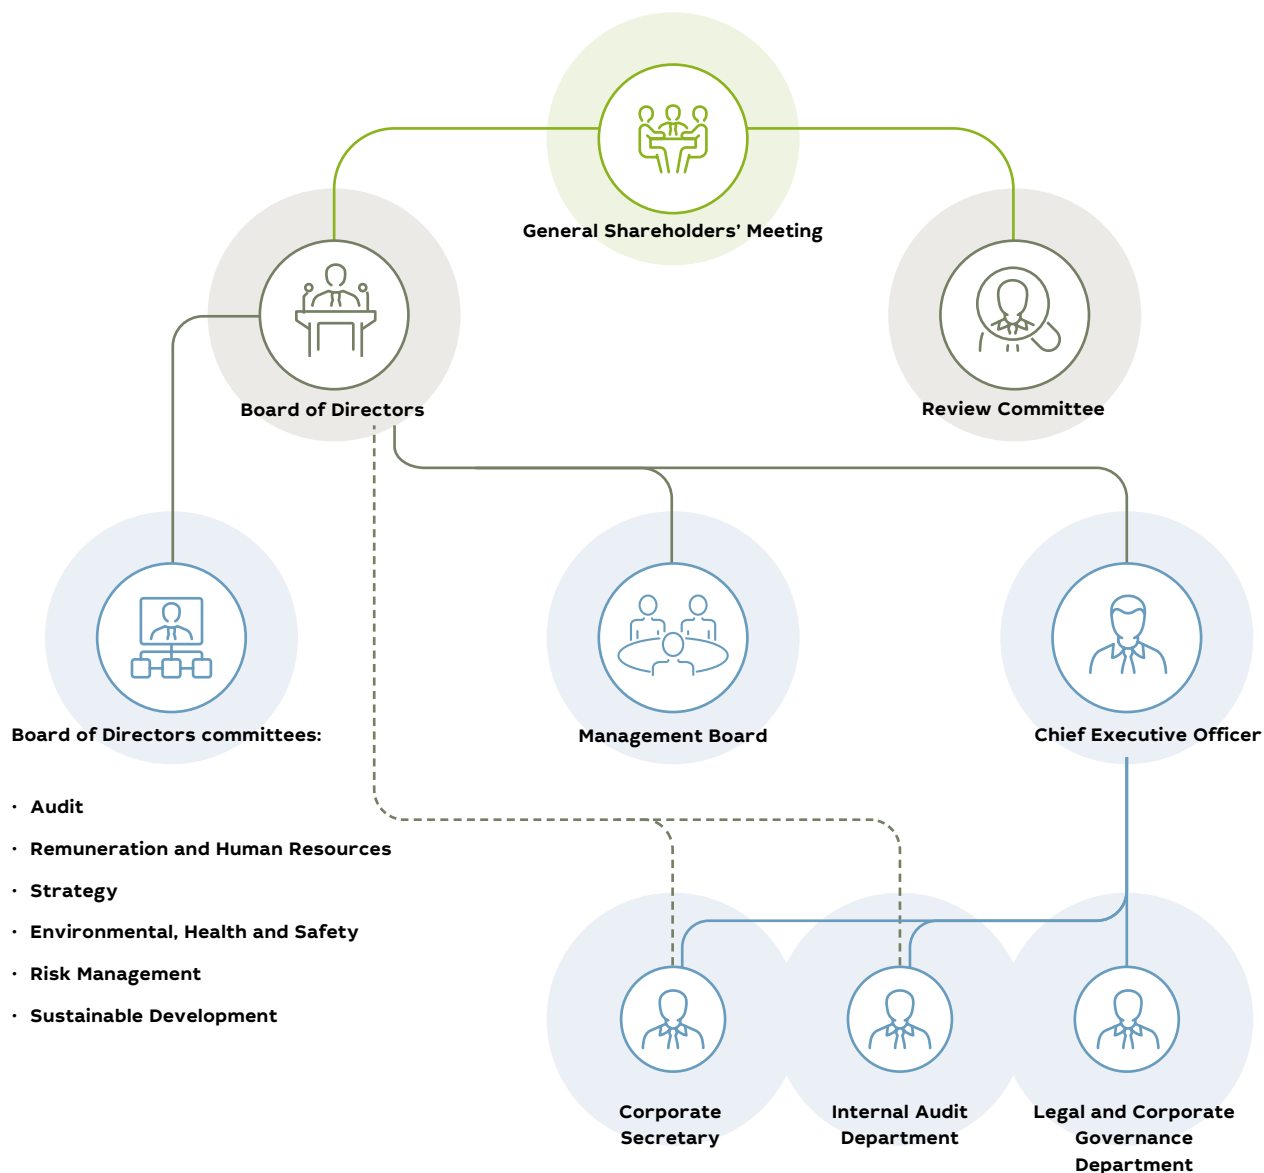 General Shareholders’ Meeting
Board of Directors
Review Committee
Board of Directors committees:
· Audit
· Remuneration and Human Resources
· Strategy
· Environmental, Health and Safety
· Risk Management
· Sustainable Development
Management Board
Chief Executive Officer
Corporate
Secretary
Internal Audit
Department
Legal and Corporate
Governance
Department